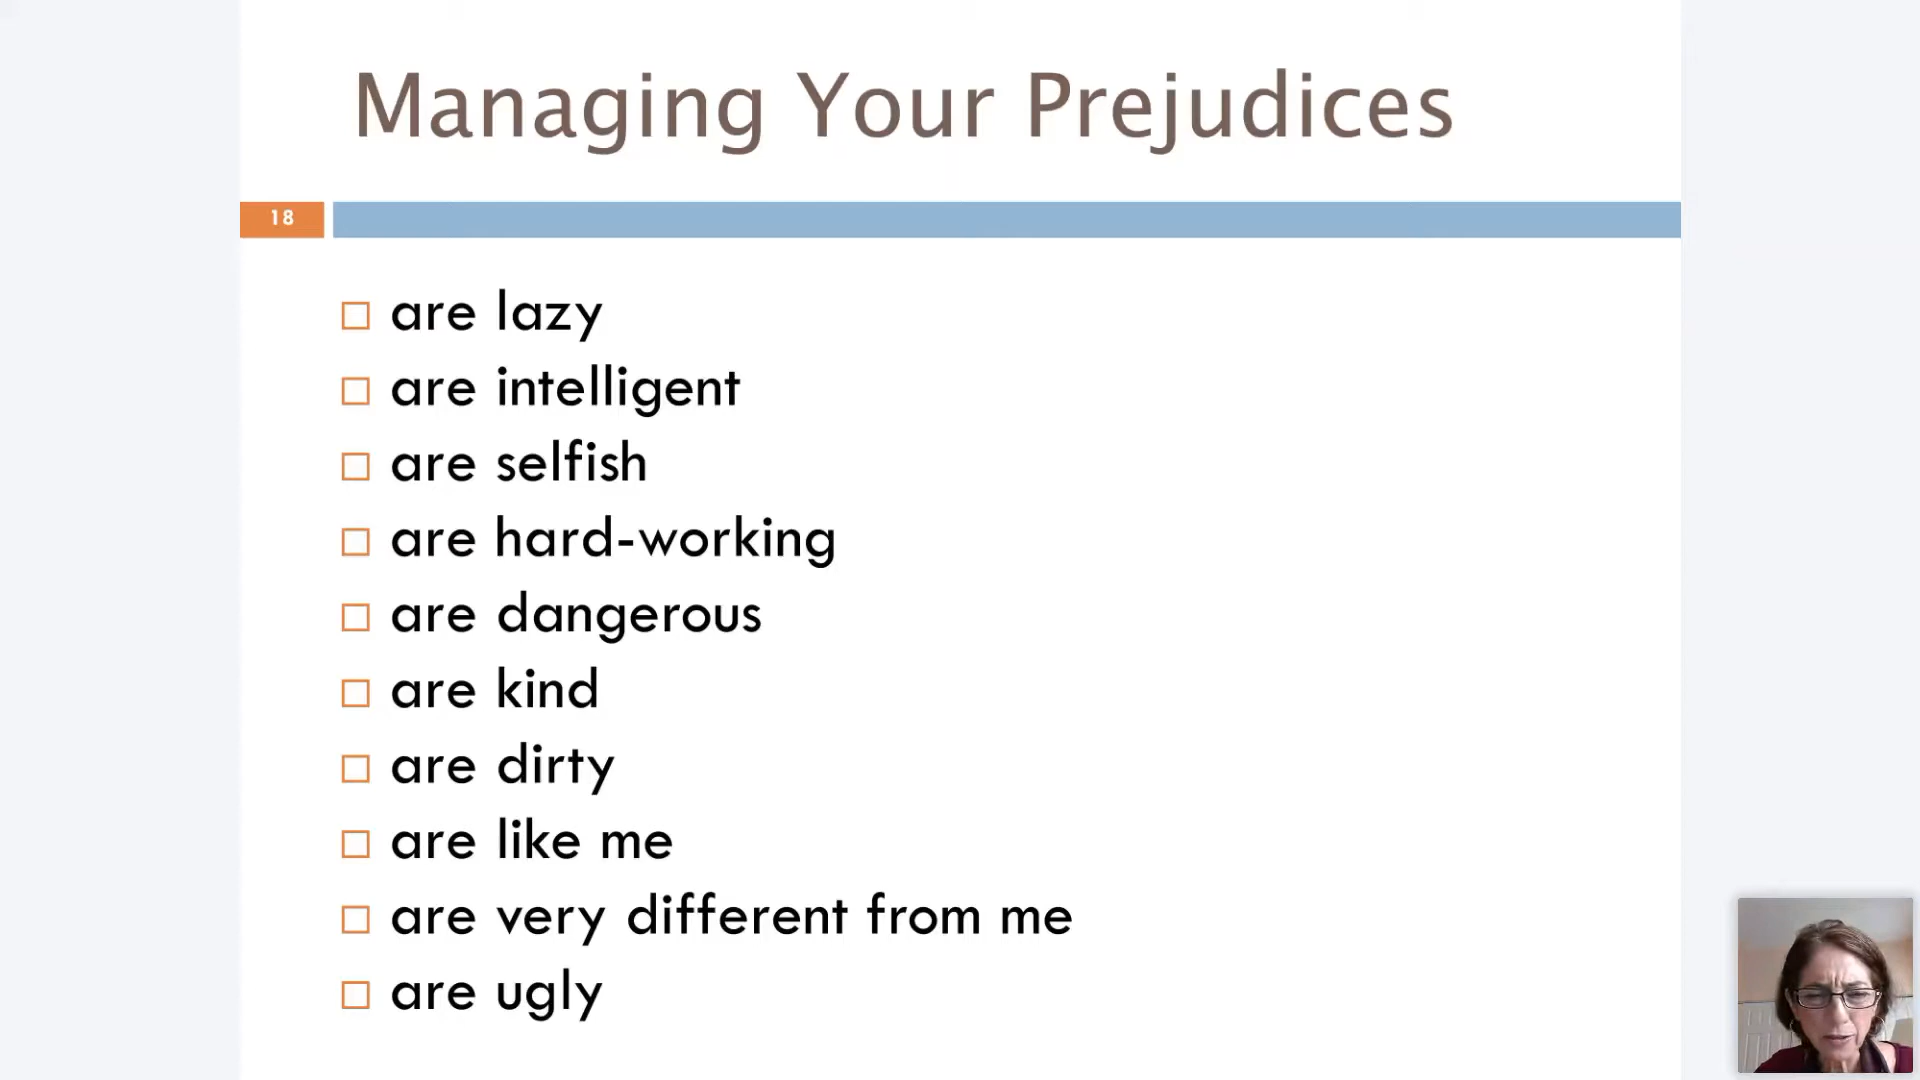 Managing Your Prejudices
18
are lazy
are intelligent
are selfish
are hard-working
are dangerous
are kind
are dirty
are like me
are very different from me
are ugly